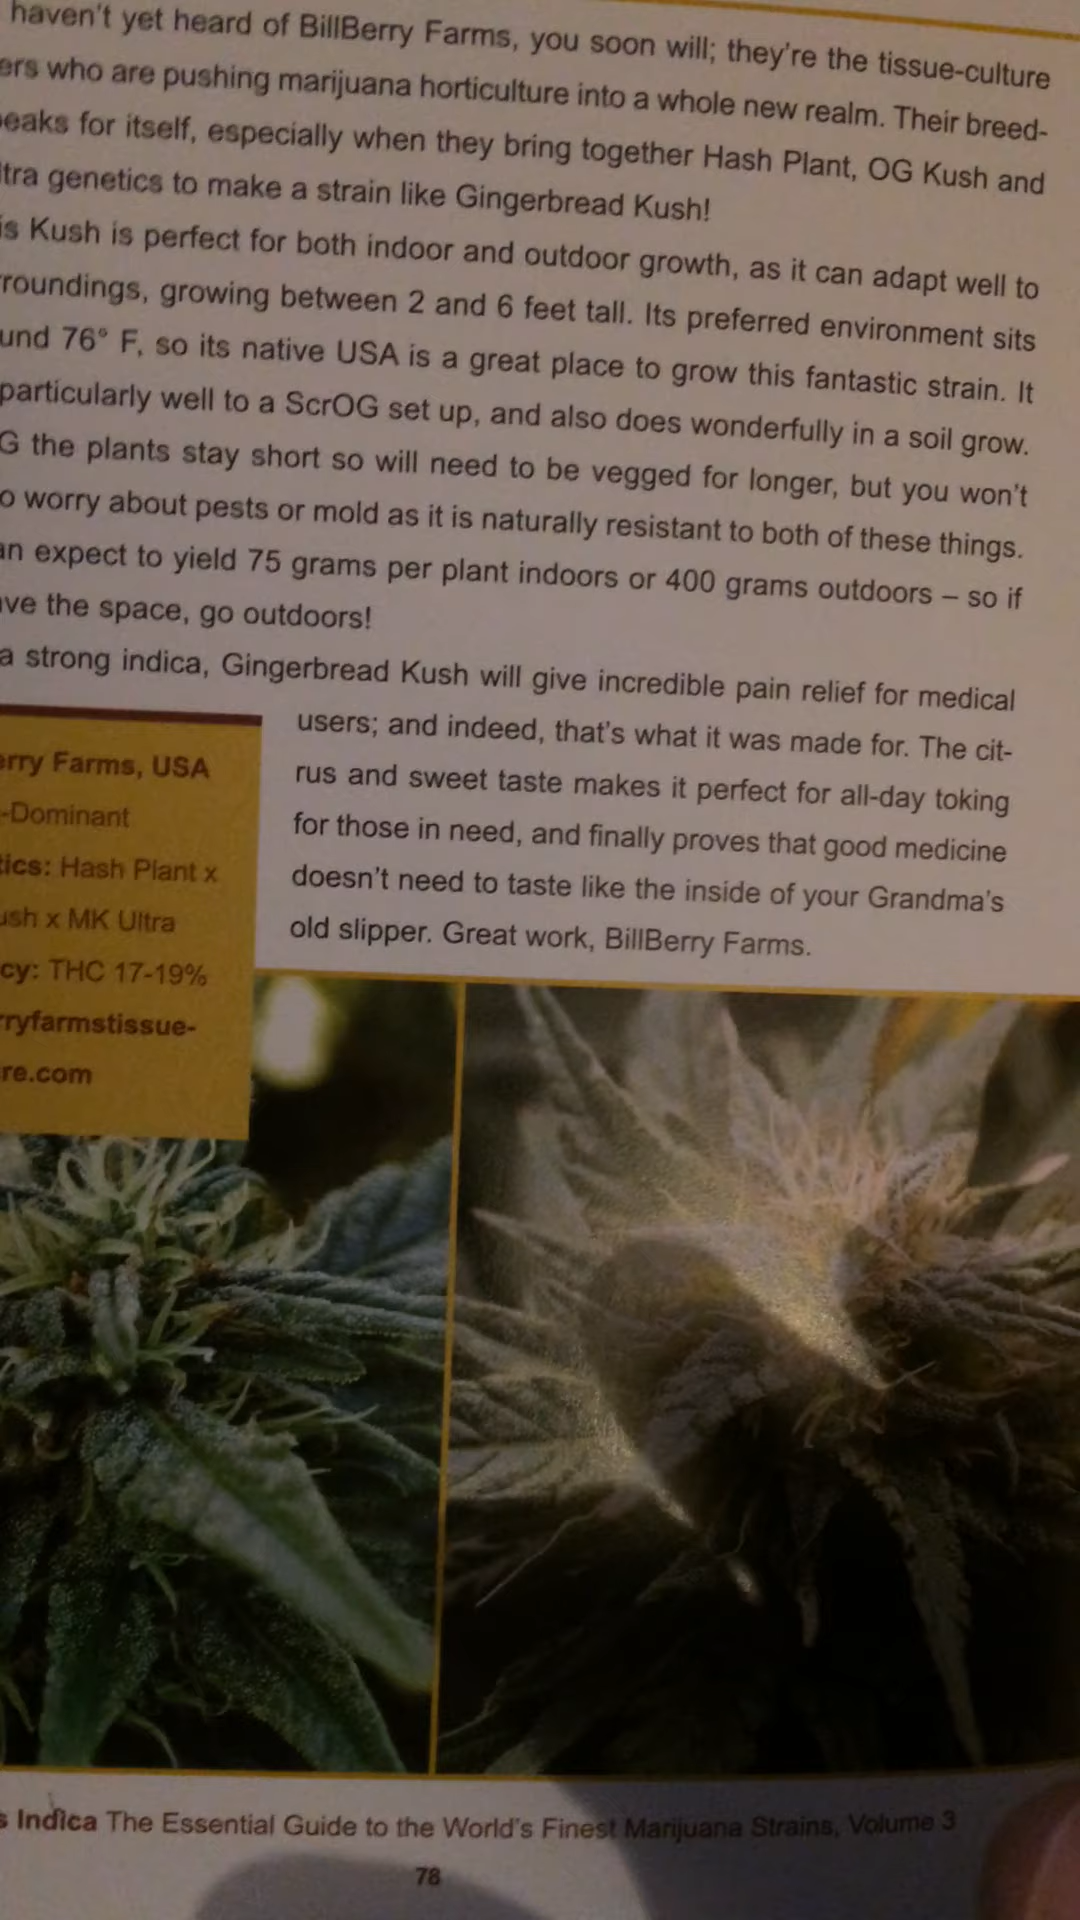 haven't yet heard of BillBerry Farms, you soon will; they're the tissue-culture
ers who are pushing marijuana horticulture into a whole new realm. Their breed-
eaks for itself, especially when they bring together Hash Plant, OG Kush and
ltra genetics to make a strain like Gingerbread Kush!
is Kush is perfect for both indoor and outdoor growth, as it can adapt well to
rroundings, growing between 2 and 6 feet tall. Its preferred environment sits
und 76° F, so its native USA is a great place to grow this fantastic strain. It
particularly well to a ScrOG set up, and also does wonderfully in a soil grow.
G the plants stay short so will need to be vegged for longer, but you won't
o worry about pests or mold as it is naturally resistant to both of these things.
an expect to yield 75 grams per plant indoors or 400 grams outdoors – so if
ave the space, go outdoors!
a strong indica, Gingerbread Kush will give incredible pain relief for medical
users; and indeed, that's what it was made for. The cit-
rus and sweet taste makes it perfect for all-day toking
for those in need, and finally proves that good medicine
doesn't need to taste like the inside of your Grandma's
old slipper. Great work, BillBerry Farms.
erry Farms, USA
-Dominant
tics: Hash Plant x
ush x MK Ultra
cy: THC 17-19%
rryfarmstissue-
re.com
s Indica The Essential Guide to the World's Finest Marijuana Strains, Volume 3
78